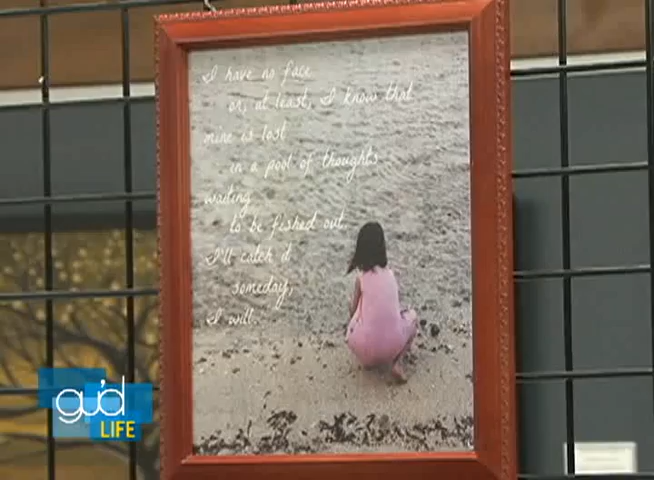 I have no face
or, at least, I know that
mine is lost
in a pool of thoughts
waiting
to be fished out.
I'll catch it
someday,
I will.
gud'
LIFE